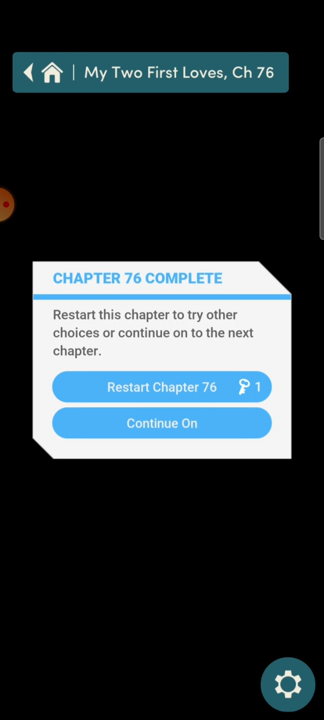 My Two First Loves, Ch 76
CHAPTER 76 COMPLETE
Restart this chapter to try other
choices or continue on to the next
chapter.
Restart Chapter 76 1
Continue On